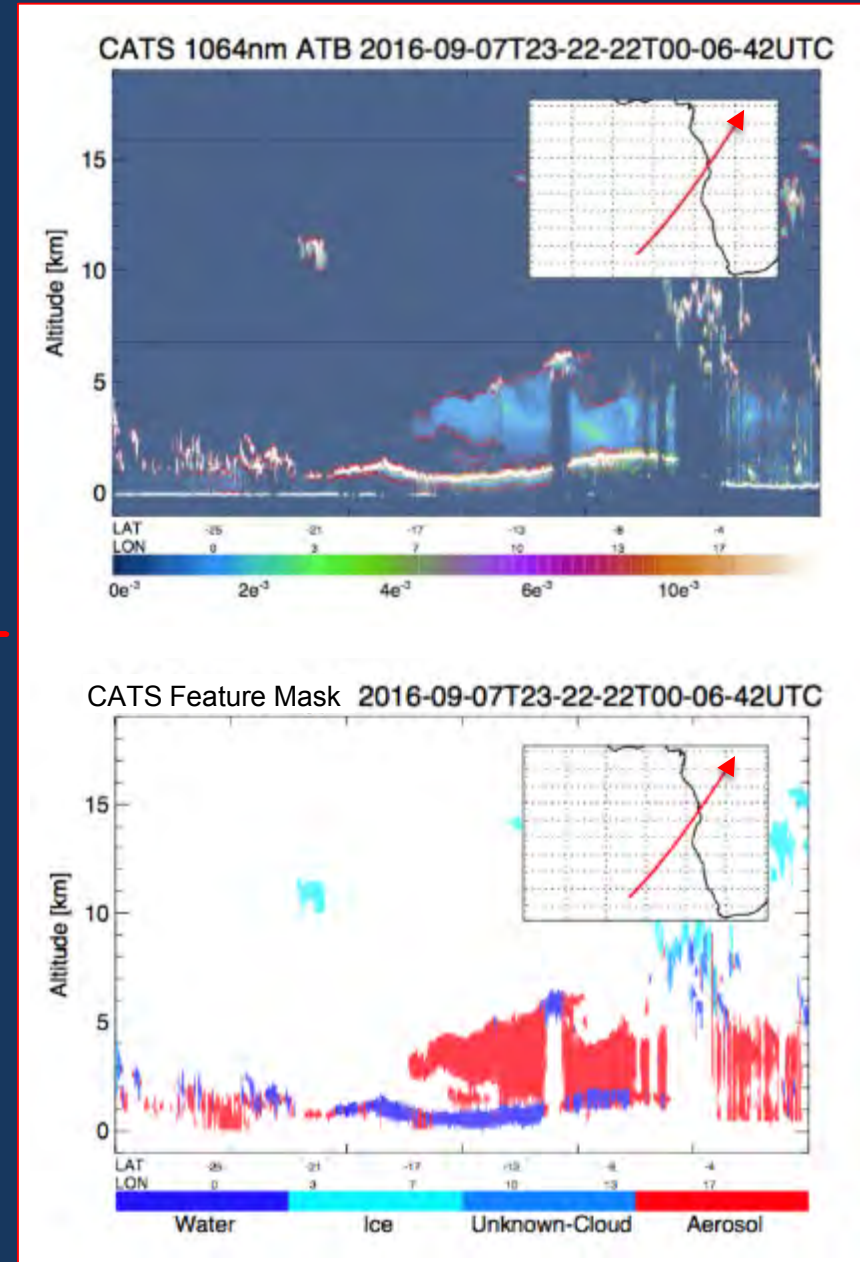 CATS 1064nm ATB 2016-09-07T23-22-22T00-06-42UTC
Altitude [km]
15
10
5
0
LAT -25 -21 -17 -13 -8 -4
LON 0 3 7 10 13 17
0e-3 2e-3 4e-3 6e-3 10e-3
CATS Feature Mask 2016-09-07T23-22-22T00-06-42UTC
Altitude [km]
15
10
5
0
LAT -25 -21 -17 -13 -4
LON 0 3 7 10 13 17
Water Ice Unknown-Cloud Aerosol